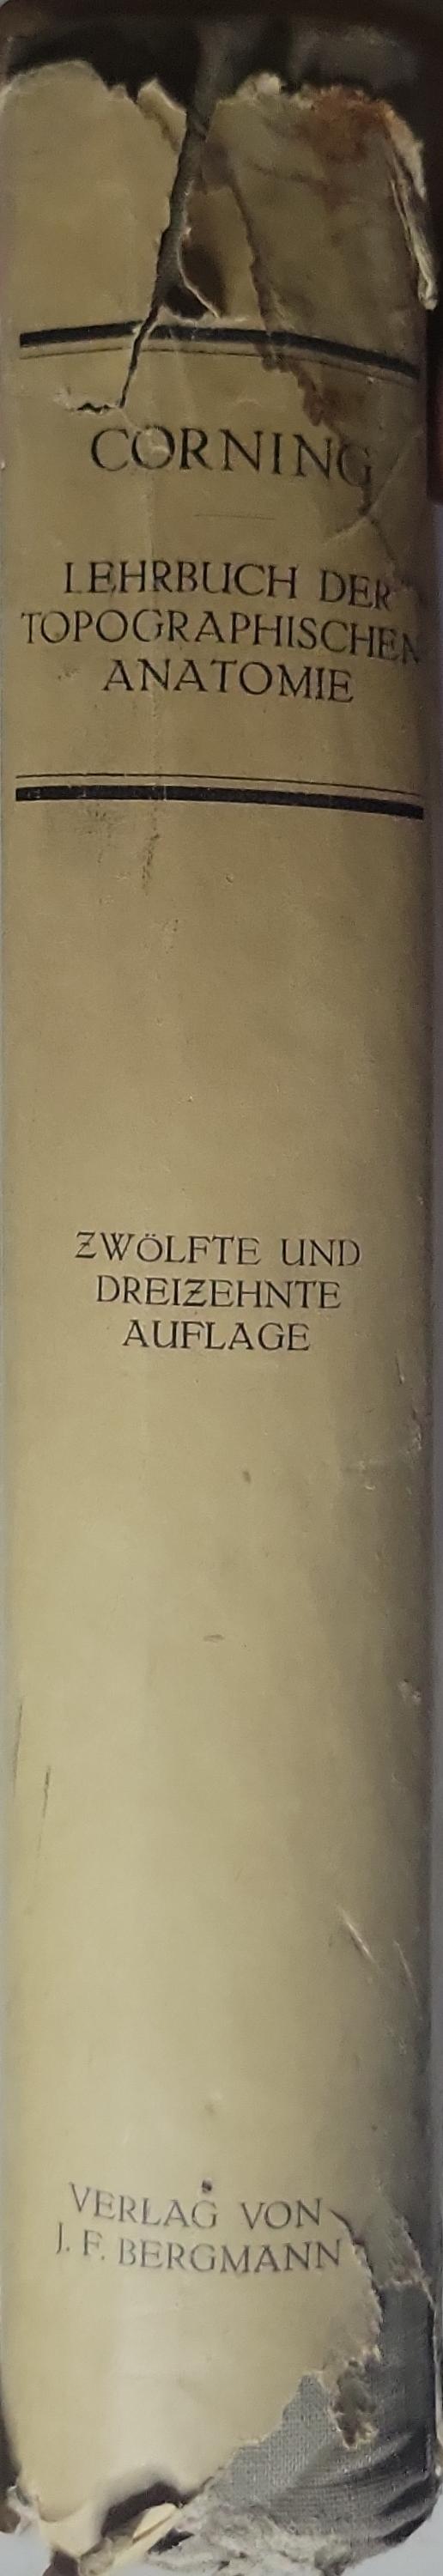 CORNING
LEHRBUCH DER
TOPOGRAPHISCHEN
ANATOMIE
ZWÖLFTE UND
DREIZEHNTE
AUFLAGE
VERLAG VON
J. F. BERGMANN